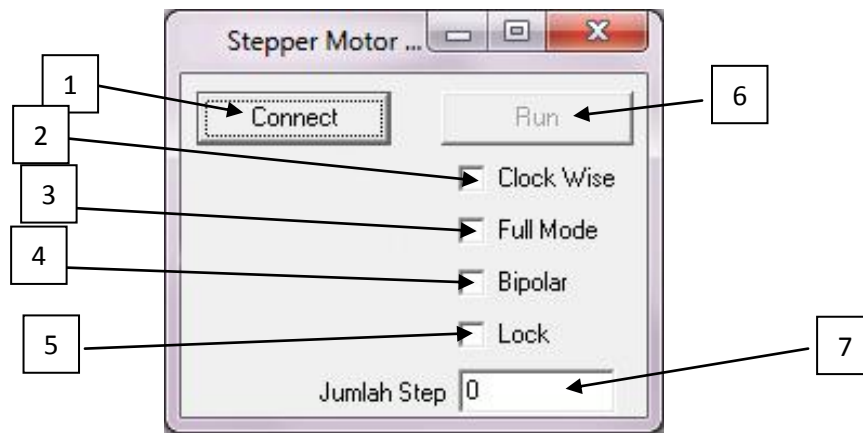 Stepper Motor ...
1
Connect
Run
6
2
Clock Wise
3
Full Mode
4
Bipolar
5
Lock
7
Jumlah Step 0